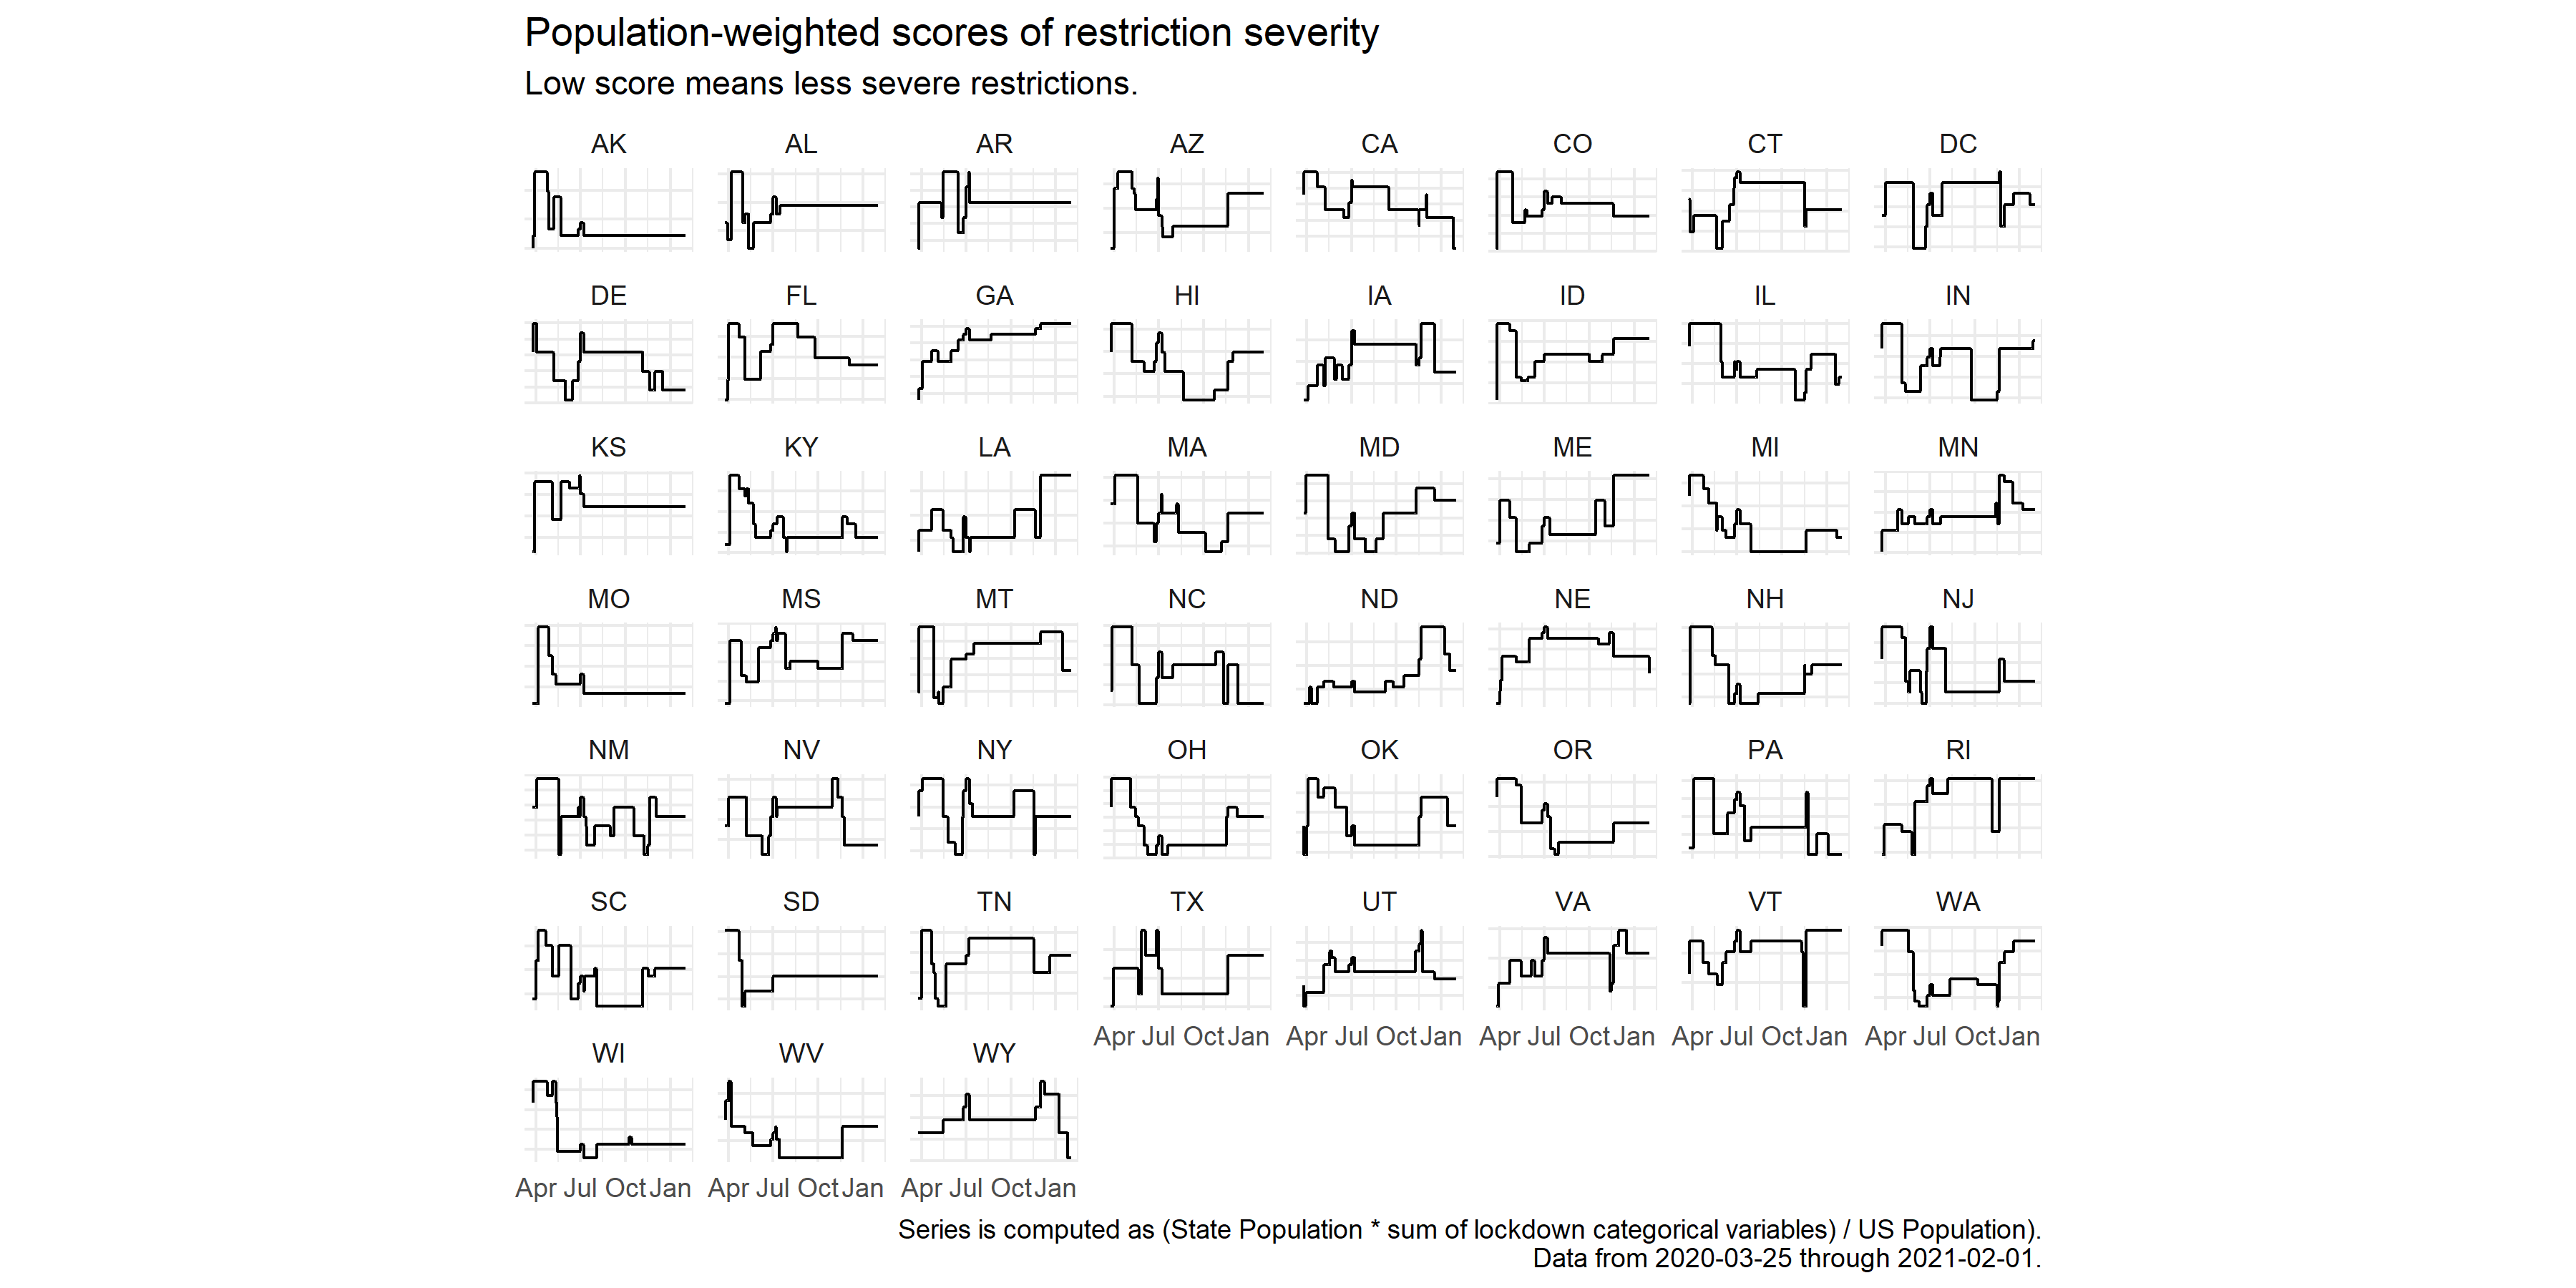 Population-weighted scores of restriction severity
Low score means less severe restrictions.
AK AL AR AZ CA CO CT DC
DE FL GA HI IA ID IL IN
KS KY LA MA MD ME MI MN
MO MS MT NC ND NE NH NJ
NM NV NY OH OK OR PA RI
SC SD TN TX UT VA VT WA
Apr Jul Oct Jan Apr Jul Oct Jan Apr Jul Oct Jan Apr Jul Oct Jan Apr Jul Oct Jan
WI WV WY
Apr Jul Oct Jan Apr Jul Oct Jan Apr Jul Oct Jan
Series is computed as (State Population * sum of lockdown categorical variables) / US Population).
Data from 2020-03-25 through 2021-02-01.